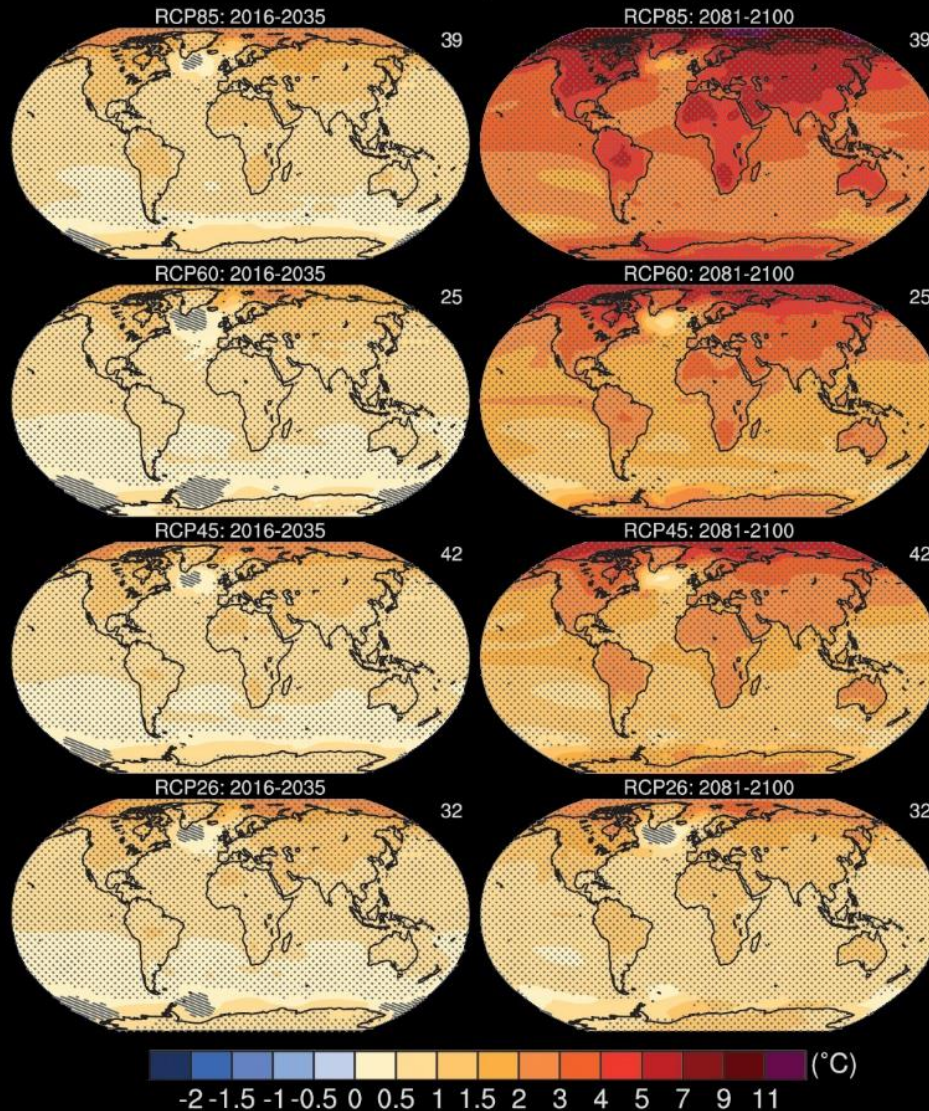 RCP85: 2016-2035
39
RCP85: 2081-2100
39
RCP60: 2016-2035
25
RCP60: 2081-2100
25
RCP45: 2016-2035
42
RCP45: 2081-2100
42
RCP26: 2016-2035
32
RCP26: 2081-2100
32
(°C)
-2 -1.5 -1 -0.5 0 0.5 1 1.5 2 3 4 5 7 9 11